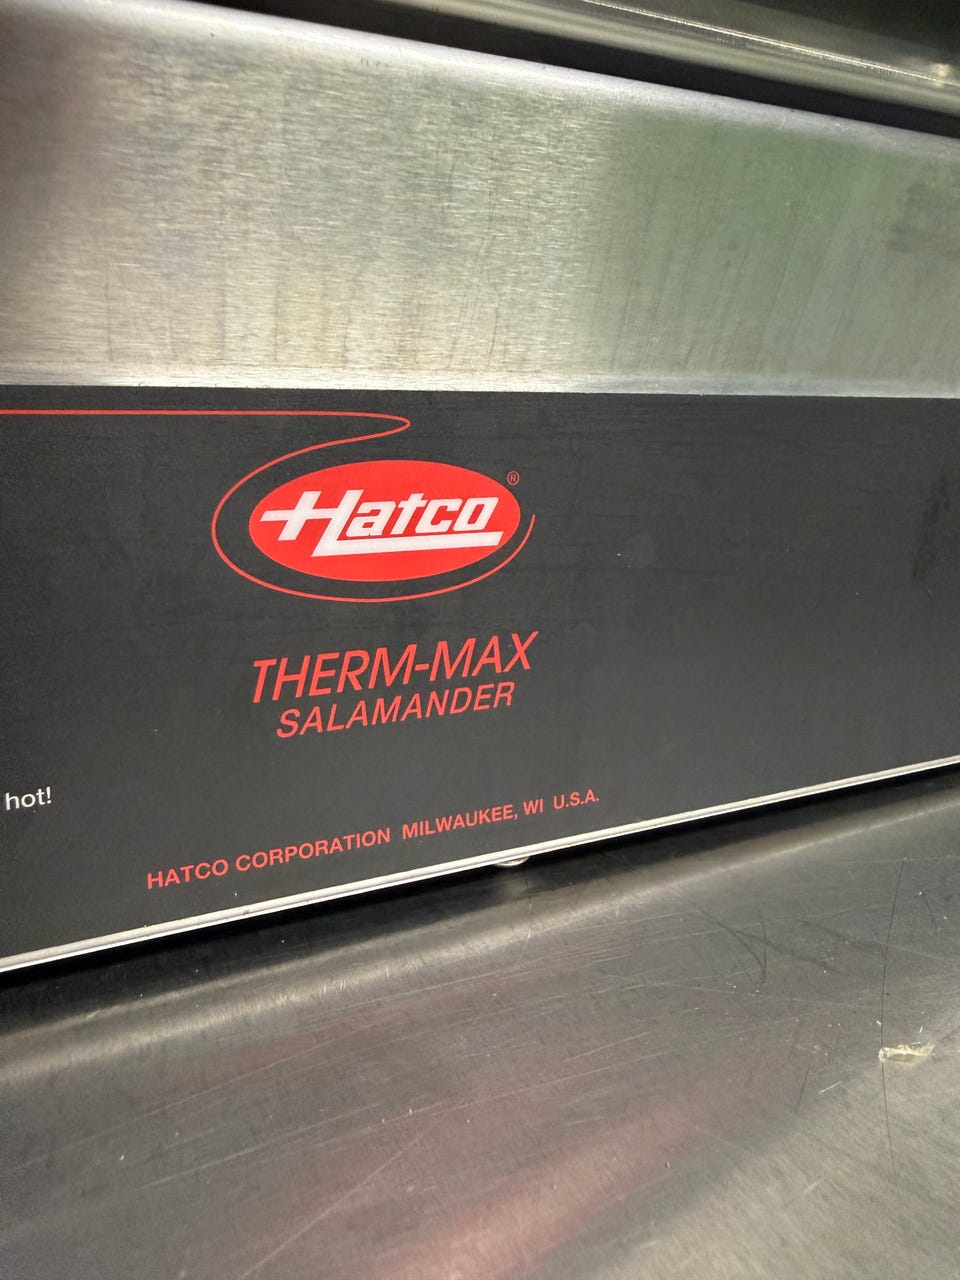 Hatco®
THERM-MAX
SALAMANDER
hot!
HATCO CORPORATION MILWAUKEE, WI U.S.A.